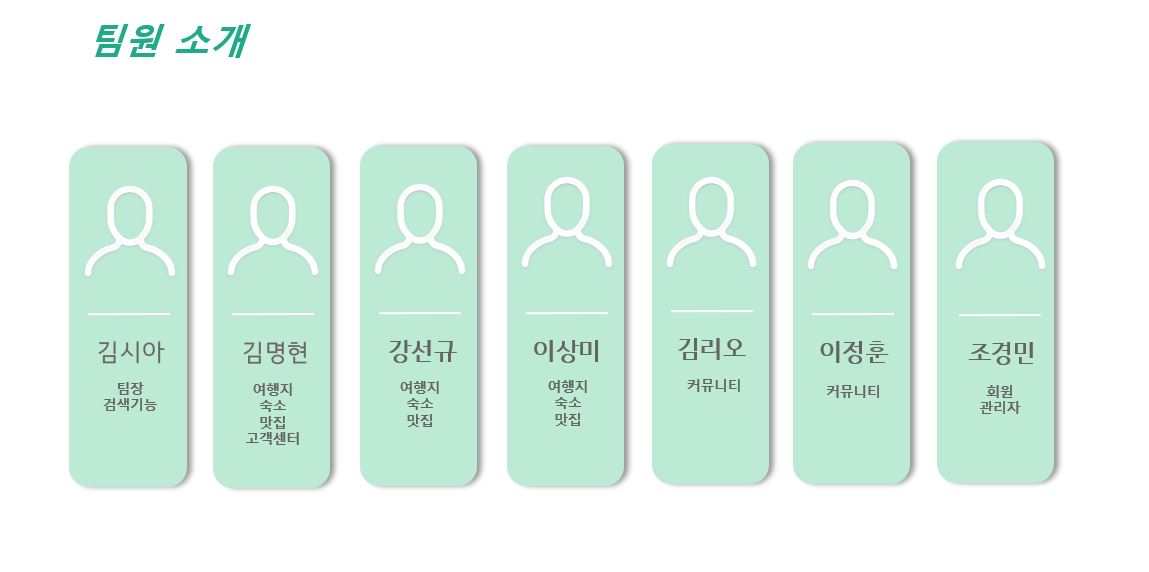 팀원 소개
김시아
팀장
검색기능
김명현
여행지
숙소
맛집
고객센터
강선규
여행지
숙소
맛집
이상미
여행지
숙소
맛집
김리오
커뮤니티
이정훈
커뮤니티
조경민
회원
관리자